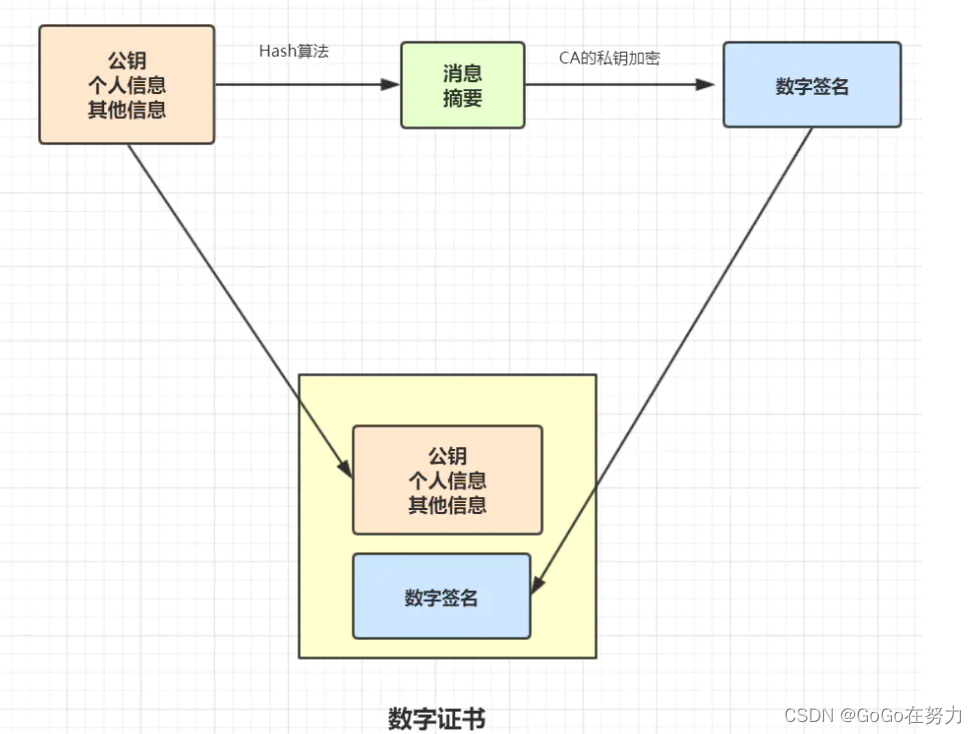 公钥
个人信息
其他信息
Hash算法
消息
摘要
CA的私钥加密
数字签名
公钥
个人信息
其他信息
数字签名
数字证书
CSDN @GoGo在努力